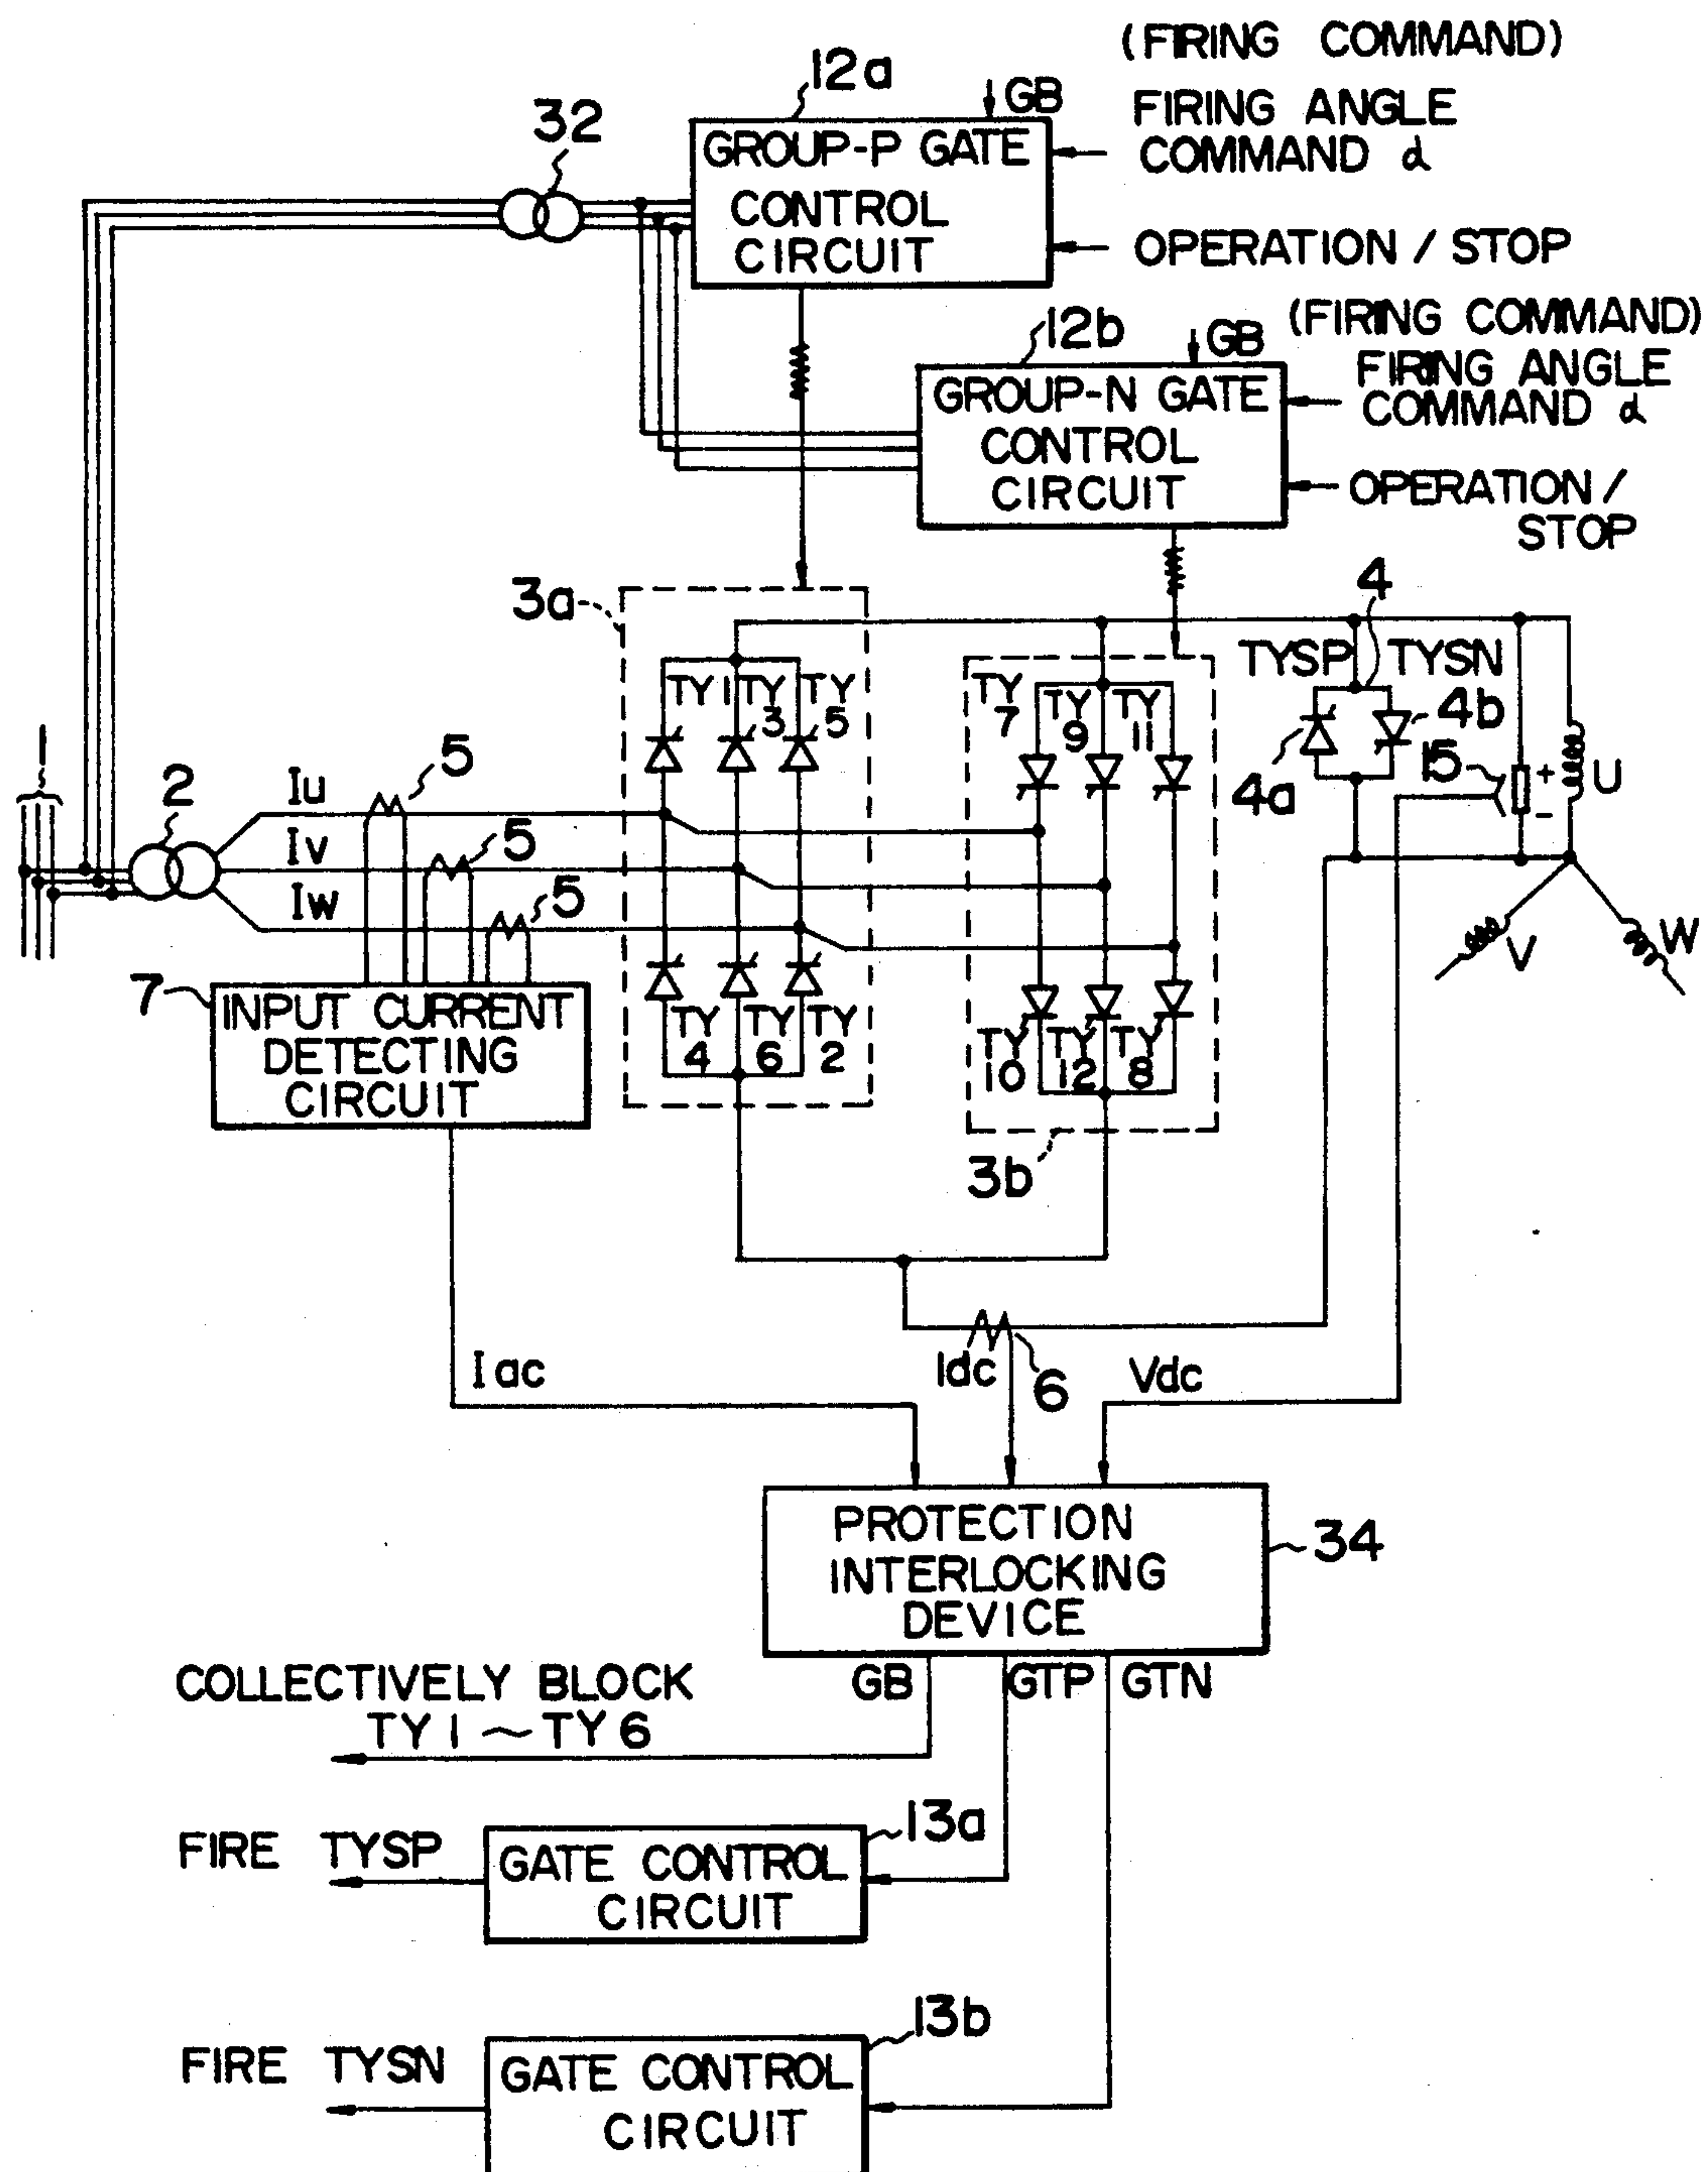 (FIRING COMMAND)
12a
GB
FIRING ANGLE
COMMAND α
32
GROUP-P GATE
CONTROL
CIRCUIT
OPERATION / STOP
12b
GB
(FIRING COMMAND)
FIRING ANGLE
COMMAND α
GROUP-N GATE
CONTROL
CIRCUIT
OPERATION /
STOP
3a
4
TYSP
TYSN
TY1
TY
3
TY
5
TY
7
TY
9
TY
11
4b
4a
15
+
-
U
1
2
Iu
5
Iv
5
Iw
5
V
W
7
INPUT CURRENT
DETECTING
CIRCUIT
TY
4
TY
6
TY
2
TY
10
TY
12
TY
8
3b
Iac
Idc
6
Vdc
PROTECTION
INTERLOCKING
DEVICE
34
GB
GTP
GTN
COLLECTIVELY BLOCK
TY1 ~ TY6
13a
FIRE TYSP
GATE CONTROL
CIRCUIT
13b
FIRE TYSN
GATE CONTROL
CIRCUIT